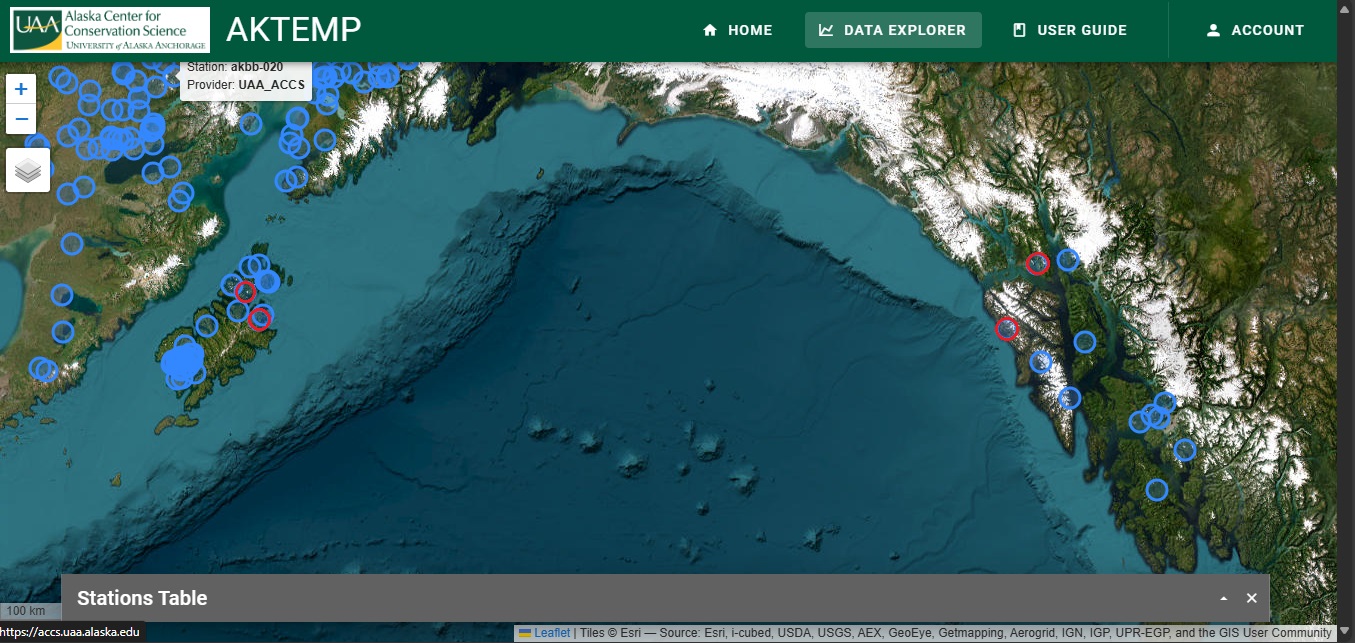 UAA
Alaska Center for
Conservation Science
UNIVERSITY of ALASKA ANCHORAGE
AKTEMP
HOME
DATA EXPLORER
USER GUIDE
ACCOUNT
Station: akbb-020
Provider: UAA_ACCS
+
−
Stations Table
100 km
https://accs.uaa.alaska.edu
Leaflet | Tiles © Esri — Source: Esri, i-cubed, USDA, USGS, AEX, GeoEye, Getmapping, Aerogrid, IGN, IGP, UPR-EGP, and the GIS User Community